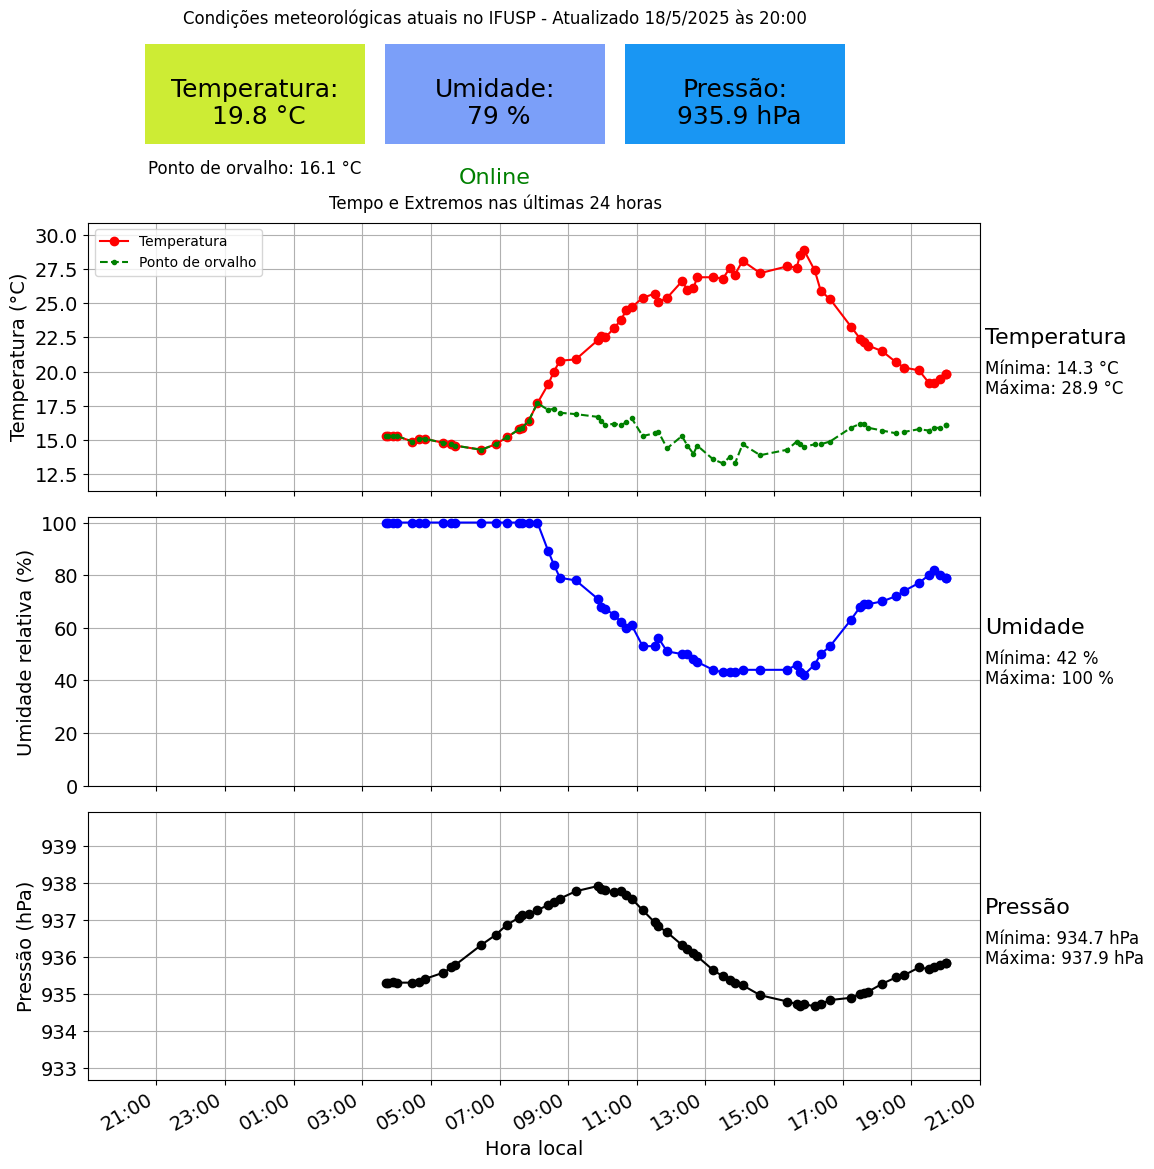 Condições meteorológicas atuais no IFUSP - Atualizado 18/5/2025 às 20:00
Temperatura:
19.8 °C
Umidade:
79 %
Pressão:
935.9 hPa
Ponto de orvalho: 16.1 °C
Online
Tempo e Extremos nas últimas 24 horas
Temperatura (°C)
30.0
27.5
25.0
22.5
20.0
17.5
15.0
12.5
Temperatura
Ponto de orvalho
Temperatura
Mínima: 14.3 °C
Máxima: 28.9 °C
Umidade relativa (%)
100
80
60
40
20
0
Umidade
Mínima: 42 %
Máxima: 100 %
Pressão (hPa)
939
938
937
936
935
934
933
Pressão
Mínima: 934.7 hPa
Máxima: 937.9 hPa
21:00 23:00 01:00 03:00 05:00 07:00 09:00 11:00 13:00 15:00 17:00 19:00 21:00
Hora local